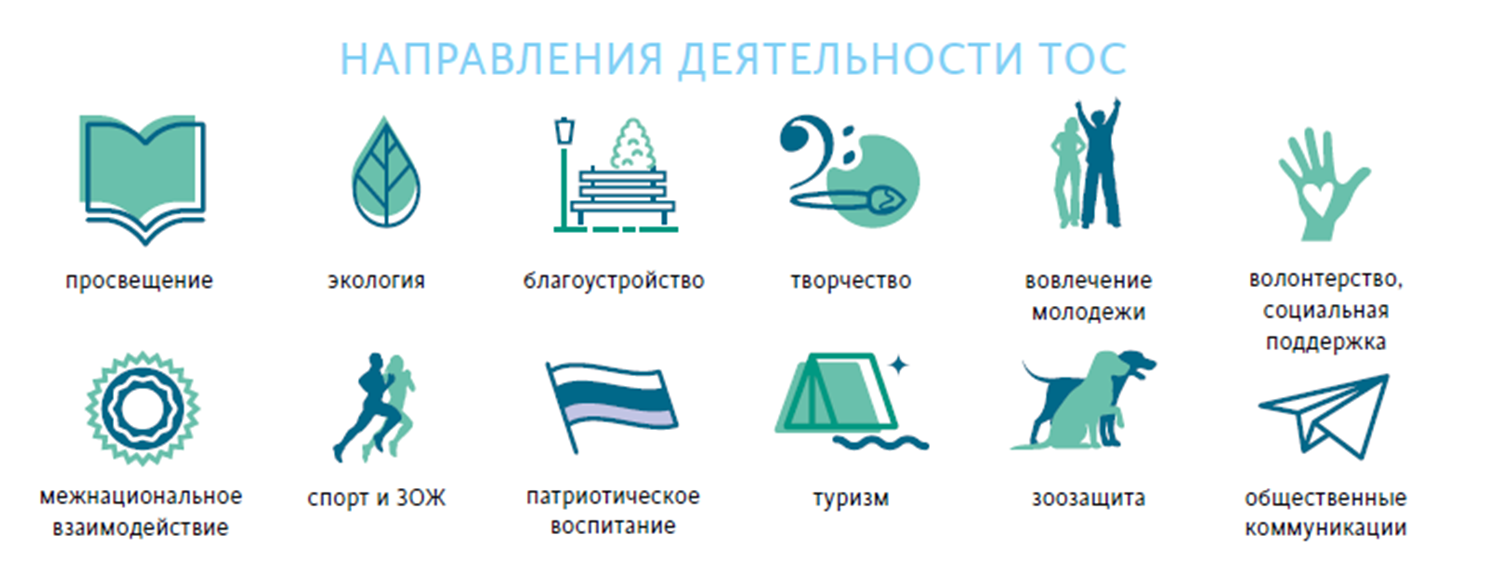 НАПРАВЛЕНИЯ ДЕЯТЕЛЬНОСТИ ТОС
просвещение
экология
благоустройство
творчество
вовлечение
молодежи
волонтерство,
социальная
поддержка
межнациональное
взаимодействие
спорт и ЗОЖ
патриотическое
воспитание
туризм
зоозащита
общественные
коммуникации